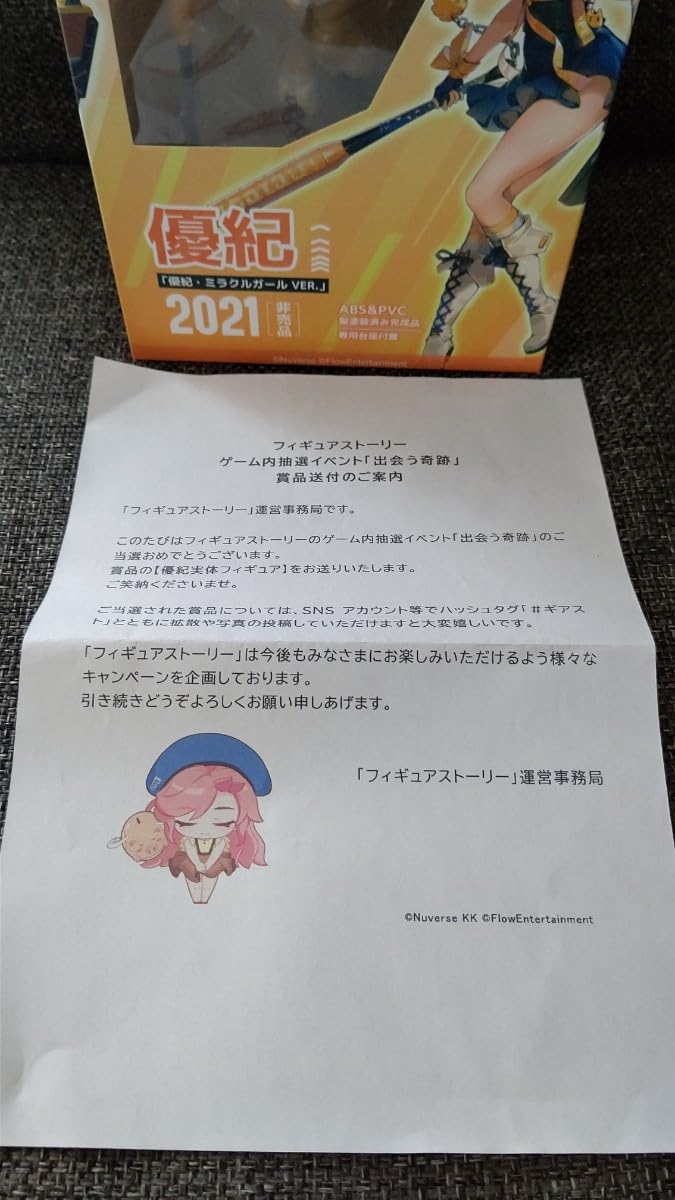 優紀
「優紀・ミラクルガール VER.」
2021
非売品
ABS&PVC
製塗装済み完成品
専用台座付属
©Nuverse ©FlowEntertainment
フィギュアストーリー
ゲーム内抽選イベント「出会う奇跡」
賞品送付のご案内
「フィギュアストーリー」運営事務局です。
このたびはフィギュアストーリーのゲーム内抽選イベント「出会う奇跡」のご
当選おめでとうございます。
賞品の【優紀実体フィギュア】をお送りいたします。
ご笑納くださいませ。
ご当選された賞品については、SNS アカウント等でハッシュタグ「#ギアス
ト」とともに拡散や写真の投稿していただけますと大変嬉しいです。
「フィギュアストーリー」は今後もみなさまにお楽しみいただけるよう様々な
キャンペーンを企画しております。
引き続きどうぞよろしくお願い申しあげます。
「フィギュアストーリー」運営事務局
©Nuverse KK ©FlowEntertainment